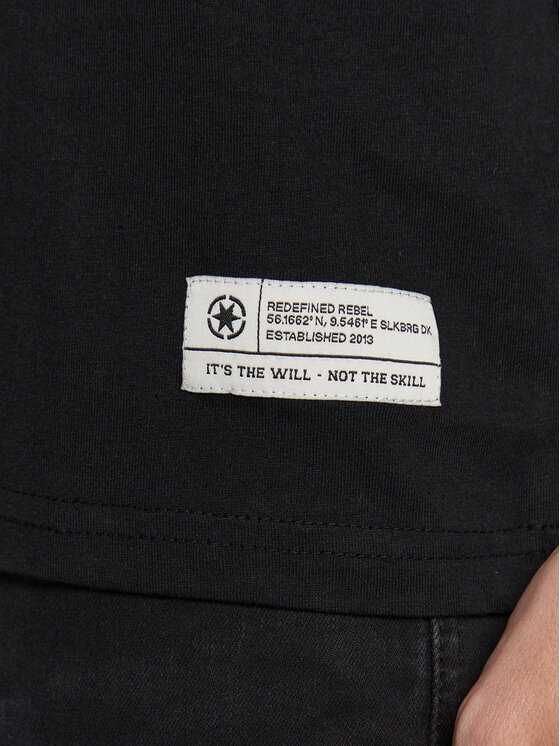 REDEFINED REBEL
56.1662° N, 9.5461° E SLKBRG DK
ESTABLISHED 2013
IT'S THE WILL - NOT THE SKILL